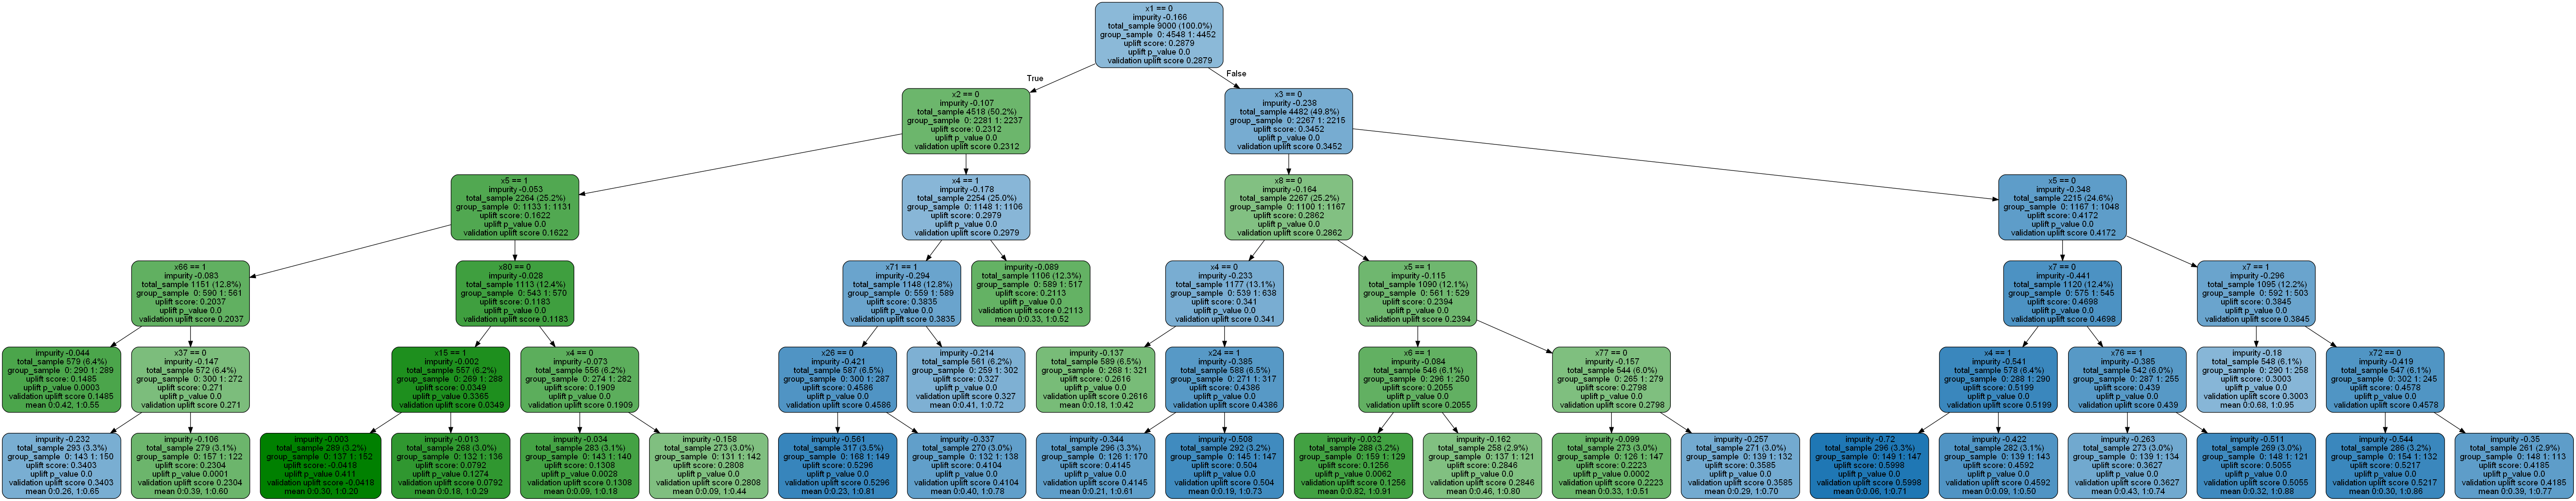 x1 == 0
impurity -0.166
total_sample 9000 (100.0%)
group_sample 0: 4548 1: 4452
uplift score: 0.2879
uplift p_value 0.0
validation uplift score 0.2879
True
False
x2 == 0
impurity -0.107
total_sample 4518 (50.2%)
group_sample 0: 2281 1: 2237
uplift score: 0.2312
uplift p_value 0.0
validation uplift score 0.2312
x3 == 0
impurity -0.238
total_sample 4482 (49.8%)
group_sample 0: 2267 1: 2215
uplift score: 0.3452
uplift p_value 0.0
validation uplift score 0.3452
x5 == 1
impurity -0.053
total_sample 2264 (25.2%)
group_sample 0: 1133 1: 1131
uplift score: 0.1622
uplift p_value 0.0
validation uplift score 0.1622
x4 == 1
impurity -0.178
total_sample 2254 (25.0%)
group_sample 0: 1148 1: 1106
uplift score: 0.2979
uplift p_value 0.0
validation uplift score 0.2979
x8 == 0
impurity -0.164
total_sample 2267 (25.2%)
group_sample 0: 1100 1: 1167
uplift score: 0.2862
uplift p_value 0.0
validation uplift score 0.2862
x5 == 0
impurity -0.348
total_sample 2215 (24.6%)
group_sample 0: 1167 1: 1048
uplift score: 0.4172
uplift p_value 0.0
validation uplift score 0.4172
x66 == 1
impurity -0.083
total_sample 1151 (12.8%)
group_sample 0: 590 1: 561
uplift score: 0.2037
uplift p_value 0.0
validation uplift score 0.2037
x80 == 0
impurity -0.028
total_sample 1113 (12.4%)
group_sample 0: 543 1: 570
uplift score: 0.1183
uplift p_value 0.0
validation uplift score 0.1183
x71 == 1
impurity -0.294
total_sample 1148 (12.8%)
group_sample 0: 559 1: 589
uplift score: 0.3835
uplift p_value 0.0
validation uplift score 0.3835
impurity -0.089
total_sample 1106 (12.3%)
group_sample 0: 589 1: 517
uplift score: 0.2113
uplift p_value 0.0
validation uplift score 0.2113
mean 0:0.33, 1:0.52
x4 == 0
impurity -0.233
total_sample 1177 (13.1%)
group_sample 0: 539 1: 638
uplift score: 0.341
uplift p_value 0.0
validation uplift score 0.341
x5 == 1
impurity -0.115
total_sample 1090 (12.1%)
group_sample 0: 561 1: 529
uplift score: 0.2394
uplift p_value 0.0
validation uplift score 0.2394
x7 == 0
impurity -0.441
total_sample 1120 (12.4%)
group_sample 0: 575 1: 545
uplift score: 0.4698
uplift p_value 0.0
validation uplift score 0.4698
x7 == 1
impurity -0.296
total_sample 1095 (12.2%)
group_sample 0: 592 1: 503
uplift score: 0.3845
uplift p_value 0.0
validation uplift score 0.3845
impurity -0.044
total_sample 579 (6.4%)
group_sample 0: 290 1: 289
uplift score: 0.1485
uplift p_value 0.0003
validation uplift score 0.1485
mean 0:0.42, 1:0.55
x37 == 0
impurity -0.147
total_sample 572 (6.4%)
group_sample 0: 300 1: 272
uplift score: 0.271
uplift p_value 0.0
validation uplift score 0.271
x15 == 1
impurity -0.002
total_sample 557 (6.2%)
group_sample 0: 269 1: 288
uplift score: 0.0349
uplift p_value 0.3365
validation uplift score 0.0349
x4 == 0
impurity -0.073
total_sample 556 (6.2%)
group_sample 0: 274 1: 282
uplift score: 0.1909
uplift p_value 0.0
validation uplift score 0.1909
x26 == 0
impurity -0.421
total_sample 587 (6.5%)
group_sample 0: 300 1: 287
uplift score: 0.4586
uplift p_value 0.0
validation uplift score 0.4586
impurity -0.214
total_sample 561 (6.2%)
group_sample 0: 259 1: 302
uplift score: 0.327
uplift p_value 0.0
validation uplift score 0.327
mean 0:0.41, 1:0.72
impurity -0.137
total_sample 589 (6.5%)
group_sample 0: 268 1: 321
uplift score: 0.2616
uplift p_value 0.0
validation uplift score 0.2616
mean 0:0.18, 1:0.42
x24 == 1
impurity -0.385
total_sample 588 (6.5%)
group_sample 0: 271 1: 317
uplift score: 0.4386
uplift p_value 0.0
validation uplift score 0.4386
x6 == 1
impurity -0.084
total_sample 546 (6.1%)
group_sample 0: 296 1: 250
uplift score: 0.2055
uplift p_value 0.0
validation uplift score 0.2055
x77 == 0
impurity -0.157
total_sample 544 (6.0%)
group_sample 0: 265 1: 279
uplift score: 0.2798
uplift p_value 0.0
validation uplift score 0.2798
x4 == 1
impurity -0.541
total_sample 578 (6.4%)
group_sample 0: 288 1: 290
uplift score: 0.5199
uplift p_value 0.0
validation uplift score 0.5199
x76 == 1
impurity -0.385
total_sample 542 (6.0%)
group_sample 0: 287 1: 255
uplift score: 0.439
uplift p_value 0.0
validation uplift score 0.439
impurity -0.18
total_sample 548 (6.1%)
group_sample 0: 290 1: 258
uplift score: 0.3003
uplift p_value 0.0
validation uplift score 0.3003
mean 0:0.68, 1:0.95
x72 == 0
impurity -0.419
total_sample 547 (6.1%)
group_sample 0: 302 1: 245
uplift score: 0.4578
uplift p_value 0.0
validation uplift score 0.4578
impurity -0.232
total_sample 293 (3.3%)
group_sample 0: 143 1: 150
uplift score: 0.3403
uplift p_value 0.0
validation uplift score 0.3403
mean 0:0.26, 1:0.65
impurity -0.106
total_sample 279 (3.1%)
group_sample 0: 157 1: 122
uplift score: 0.2304
uplift p_value 0.0001
validation uplift score 0.2304
mean 0:0.39, 1:0.60
impurity -0.003
total_sample 289 (3.2%)
group_sample 0: 137 1: 152
uplift score: -0.0418
uplift p_value 0.411
validation uplift score -0.0418
mean 0:0.30, 1:0.20
impurity -0.013
total_sample 268 (3.0%)
group_sample 0: 132 1: 136
uplift score: 0.0792
uplift p_value 0.1274
validation uplift score 0.0792
mean 0:0.18, 1:0.29
impurity -0.034
total_sample 283 (3.1%)
group_sample 0: 143 1: 140
uplift score: 0.1308
uplift p_value 0.0028
validation uplift score 0.1308
mean 0:0.09, 1:0.18
impurity -0.158
total_sample 273 (3.0%)
group_sample 0: 131 1: 142
uplift score: 0.2808
uplift p_value 0.0
validation uplift score 0.2808
mean 0:0.09, 1:0.44
impurity -0.561
total_sample 317 (3.5%)
group_sample 0: 168 1: 149
uplift score: 0.5296
uplift p_value 0.0
validation uplift score 0.5296
mean 0:0.23, 1:0.81
impurity -0.337
total_sample 270 (3.0%)
group_sample 0: 132 1: 138
uplift score: 0.4104
uplift p_value 0.0
validation uplift score 0.4104
mean 0:0.40, 1:0.78
impurity -0.344
total_sample 296 (3.3%)
group_sample 0: 126 1: 170
uplift score: 0.4145
uplift p_value 0.0
validation uplift score 0.4145
mean 0:0.21, 1:0.61
impurity -0.508
total_sample 292 (3.2%)
group_sample 0: 145 1: 147
uplift score: 0.504
uplift p_value 0.0
validation uplift score 0.504
mean 0:0.19, 1:0.73
impurity -0.032
total_sample 288 (3.2%)
group_sample 0: 159 1: 129
uplift score: 0.1256
uplift p_value 0.0062
validation uplift score 0.1256
mean 0:0.82, 1:0.91
impurity -0.162
total_sample 258 (2.9%)
group_sample 0: 137 1: 121
uplift score: 0.2846
uplift p_value 0.0
validation uplift score 0.2846
mean 0:0.46, 1:0.80
impurity -0.099
total_sample 273 (3.0%)
group_sample 0: 126 1: 147
uplift score: 0.2223
uplift p_value 0.0002
validation uplift score 0.2223
mean 0:0.33, 1:0.51
impurity -0.257
total_sample 271 (3.0%)
group_sample 0: 139 1: 132
uplift score: 0.3585
uplift p_value 0.0
validation uplift score 0.3585
mean 0:0.29, 1:0.70
impurity -0.72
total_sample 296 (3.3%)
group_sample 0: 149 1: 147
uplift score: 0.5998
uplift p_value 0.0
validation uplift score 0.5998
mean 0:0.06, 1:0.71
impurity -0.422
total_sample 282 (3.1%)
group_sample 0: 139 1: 143
uplift score: 0.4592
uplift p_value 0.0
validation uplift score 0.4592
mean 0:0.09, 1:0.50
impurity -0.263
total_sample 273 (3.0%)
group_sample 0: 139 1: 134
uplift score: 0.3627
uplift p_value 0.0
validation uplift score 0.3627
mean 0:0.43, 1:0.74
impurity -0.511
total_sample 269 (3.0%)
group_sample 0: 148 1: 121
uplift score: 0.5055
uplift p_value 0.0
validation uplift score 0.5055
mean 0:0.32, 1:0.88
impurity -0.544
total_sample 286 (3.2%)
group_sample 0: 154 1: 132
uplift score: 0.5217
uplift p_value 0.0
validation uplift score 0.5217
mean 0:0.30, 1:0.86
impurity -0.35
total_sample 261 (2.9%)
group_sample 0: 148 1: 113
uplift score: 0.4185
uplift p_value 0.0
validation uplift score 0.4185
mean 0:0.39, 1:0.77